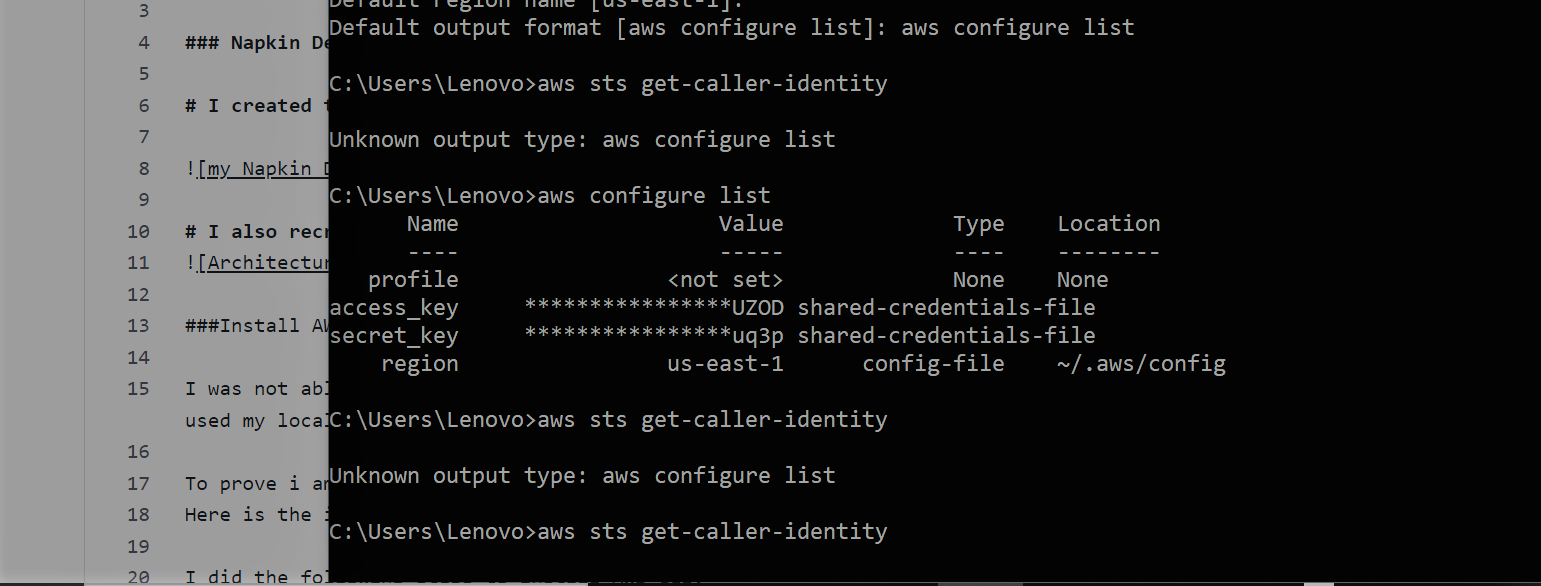 3
Default region name [us-east-1]:
4 ### Napkin De
Default output format [aws configure list]: aws configure list
5
C:\Users\Lenovo>aws sts get-caller-identity
6 # I created t
7
Unknown output type: aws configure list
8 ![my Napkin D
9
C:\Users\Lenovo>aws configure list
Name Value Type Location
10 # I also recr
---- ----- ---- --------
11 ![Architectur
profile <not set> None None
12
access_key ****************UZOD shared-credentials-file
13 ###Install AW
secret_key ****************uq3p shared-credentials-file
14
region us-east-1 config-file ~/.aws/config
15 I was not abl
used my local
C:\Users\Lenovo>aws sts get-caller-identity
16
17 To prove i am
Unknown output type: aws configure list
18 Here is the i
19
C:\Users\Lenovo>aws sts get-caller-identity
20 I did the fol